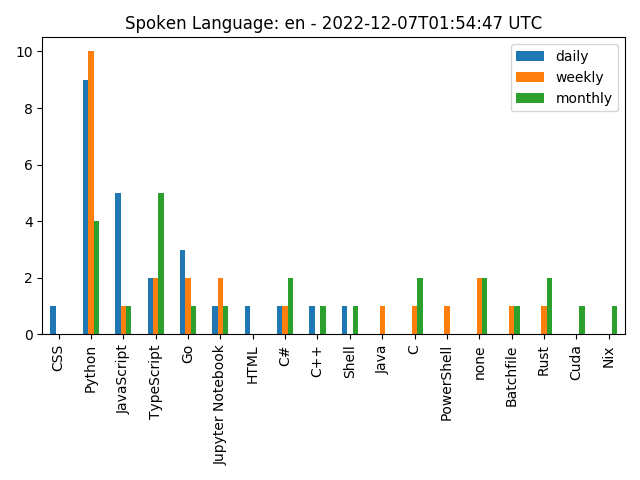 Spoken Language: en - 2022-12-07T01:54:47 UTC
daily
weekly
monthly
10
8
6
4
2
0
CSS
Python
JavaScript
TypeScript
Go
Jupyter Notebook
HTML
C#
C++
Shell
Java
C
PowerShell
none
Batchfile
Rust
Cuda
Nix